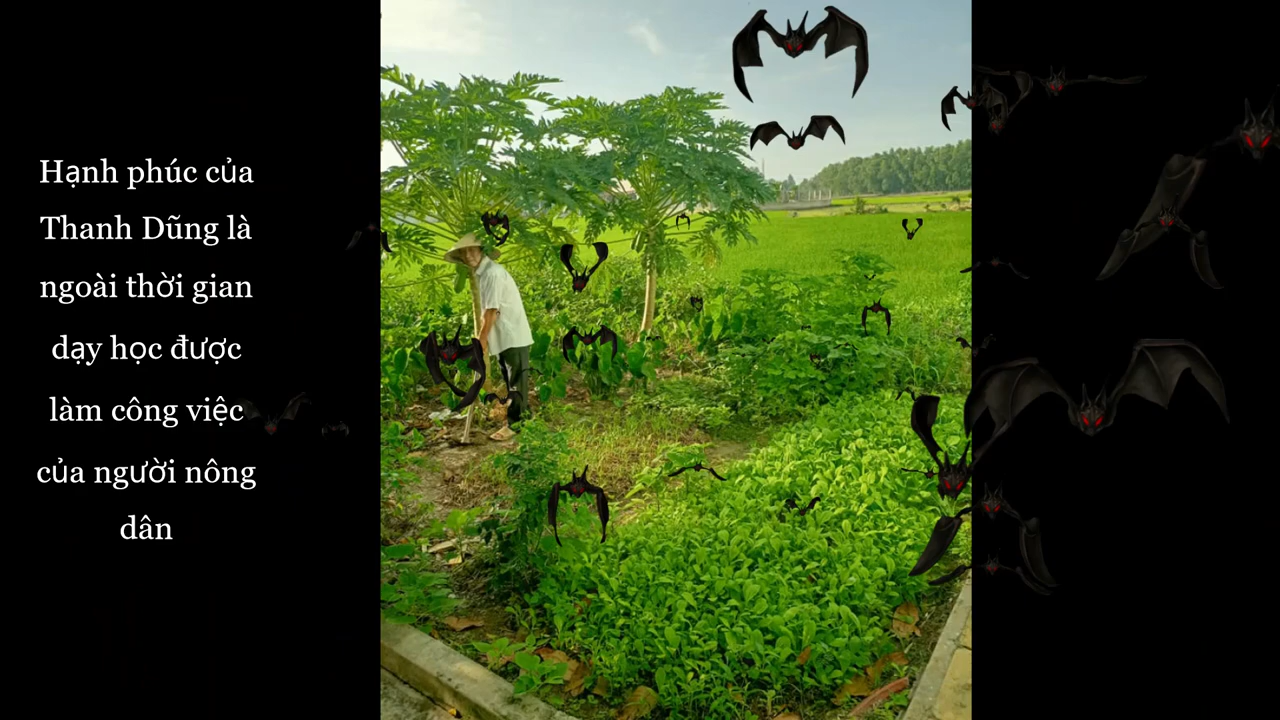 Hạnh phúc của
Thanh Dũng là
ngoài thời gian
dạy học được
làm công việc
của người nông
dân